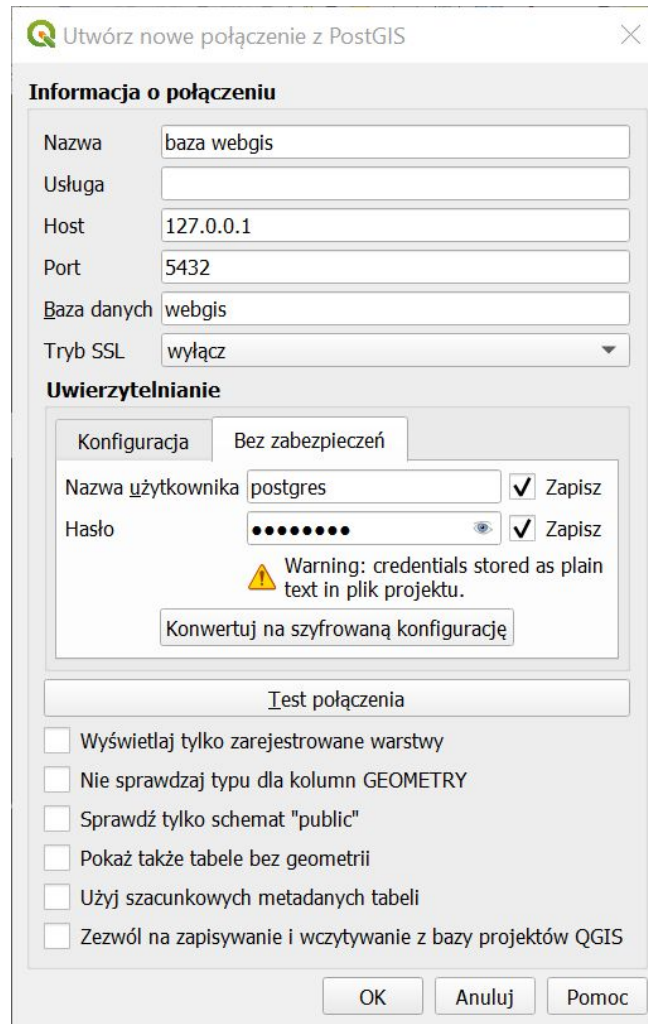 Utwórz nowe połączenie z PostGIS
Informacja o połączeniu
Nazwa baza webgis
Usługa
Host 127.0.0.1
Port 5432
Baza danych webgis
Tryb SSL wyłącz
Uwierzytelnianie
Konfiguracja Bez zabezpieczeń
Nazwa użytkownika postgres Zapisz
Hasło ●●●●●●●● Zapisz
Warning: credentials stored as plain
text in plik projektu.
Konwertuj na szyfrowaną konfigurację
Test połączenia
Wyświetlaj tylko zarejestrowane warstwy
Nie sprawdzaj typu dla kolumn GEOMETRY
Sprawdź tylko schemat "public"
Pokaż także tabele bez geometrii
Użyj szacunkowych metadanych tabeli
Zezwól na zapisywanie i wczytywanie z bazy projektów QGIS
OK Anuluj Pomoc